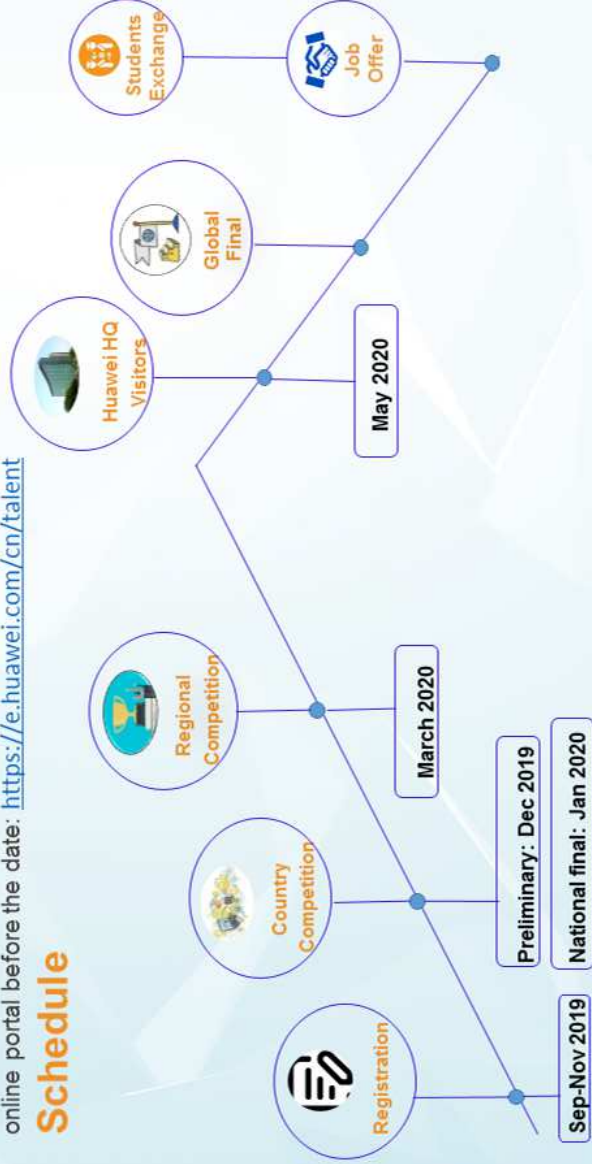 online portal before the date: https://e.huawei.com/cn/talent
Schedule
Registration
Sep-Nov 2019
Country
Competition
Preliminary: Dec 2019
National final: Jan 2020
Regional
Competition
March 2020
Huawei HQ
Visitors
May 2020
Global
Final
Students
Exchange
Job
Offer